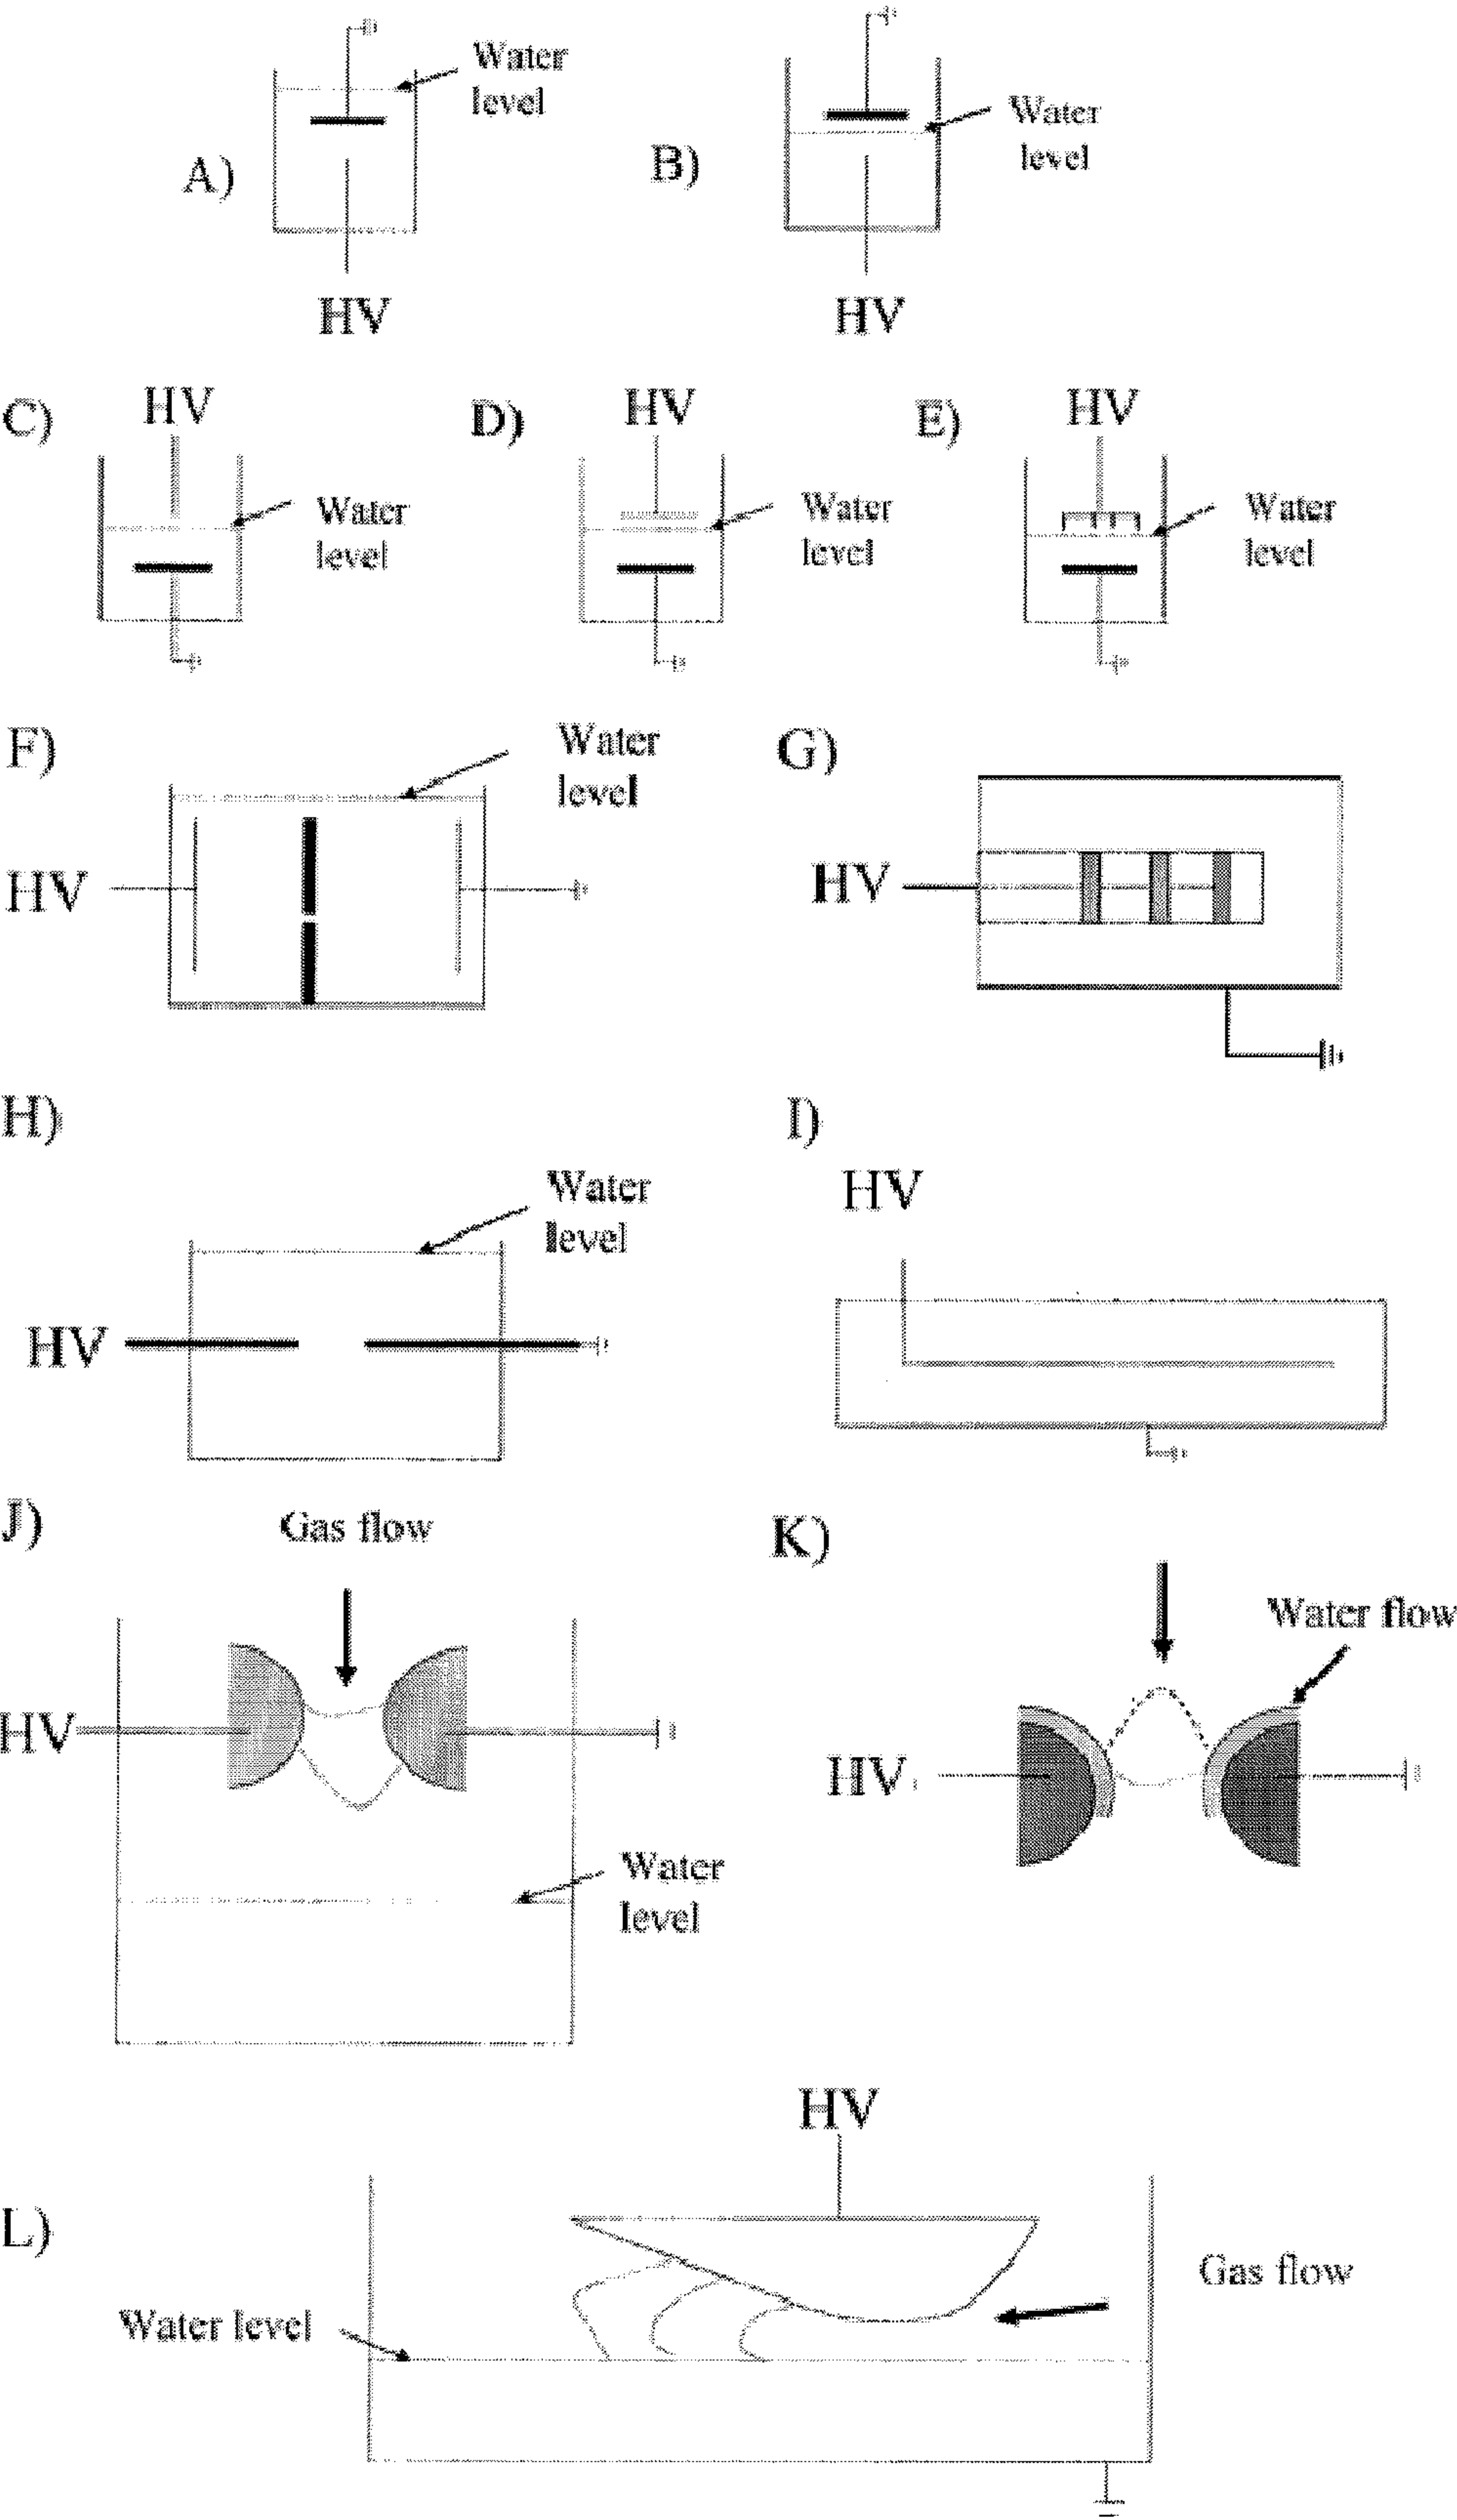 Water
level
A)
HV
Water
level
B)
HV
C)
HV
Water
level
D)
HV
Water
level
E)
HV
Water
level
F)
Water
level
HV
G)
HV
H)
Water
level
HV
I)
HV
J)
Gas flow
HV
Water
level
K)
Water flow
HV
L)
HV
Gas flow
Water level